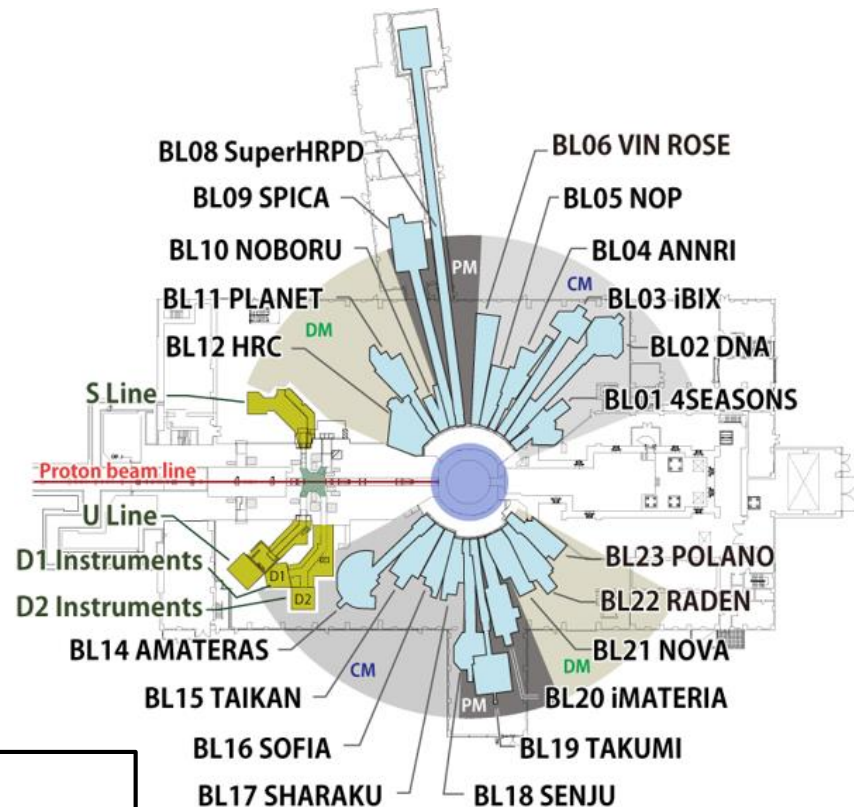 BL08 SuperHRPD
BL06 VIN ROSE
BL09 SPICA
BL05 NOP
BL10 NOBORU
PM
BL04 ANNRI
BL11 PLANET
CM
BL03 iBIX
DM
BL12 HRC
BL02 DNA
S Line
BL01 4SEASONS
Proton beam line
U Line
D1 Instruments
D1
BL23 POLANO
D2 Instruments
D2
BL22 RADEN
BL14 AMATERAS
BL21 NOVA
CM
DM
BL15 TAIKAN
PM
BL20 iMATERIA
BL16 SOFIA
BL19 TAKUMI
BL17 SHARAKU
BL18 SENJU